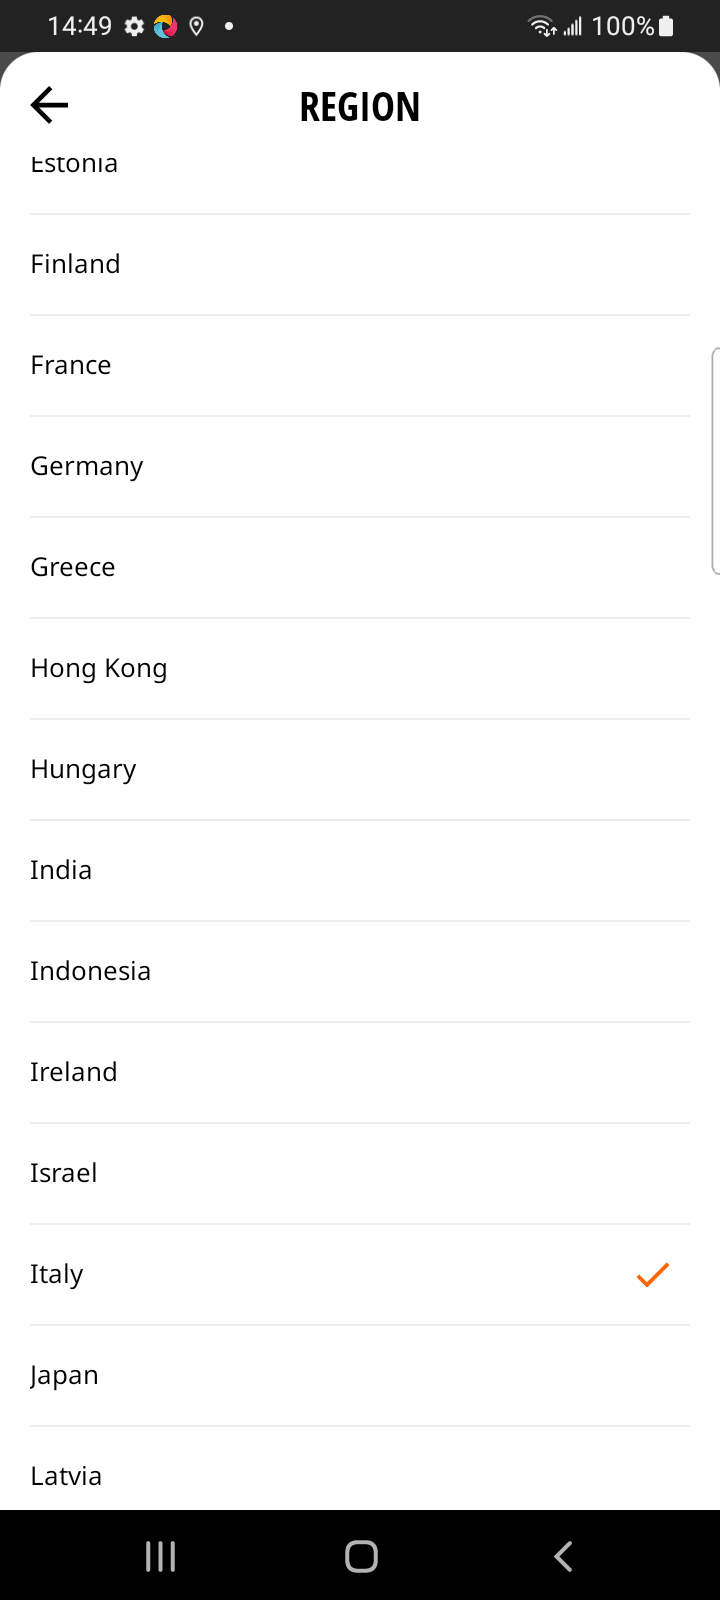 14:49
100%
REGION
Estonia
Finland
France
Germany
Greece
Hong Kong
Hungary
India
Indonesia
Ireland
Israel
Italy
Japan
Latvia